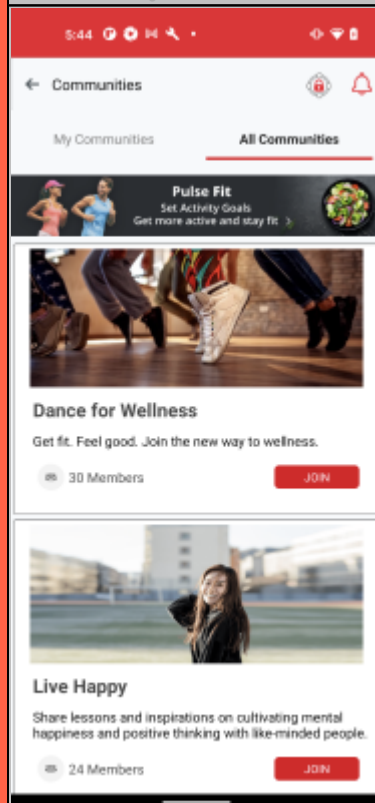 5:44
Communities
My Communities
All Communities
Pulse Fit
Set Activity Goals
Get more active and stay fit >
Dance for Wellness
Get fit. Feel good. Join the new way to wellness.
30 Members
JOIN
Live Happy
Share lessons and inspirations on cultivating mental
happiness and positive thinking with like-minded people.
24 Members
JOIN